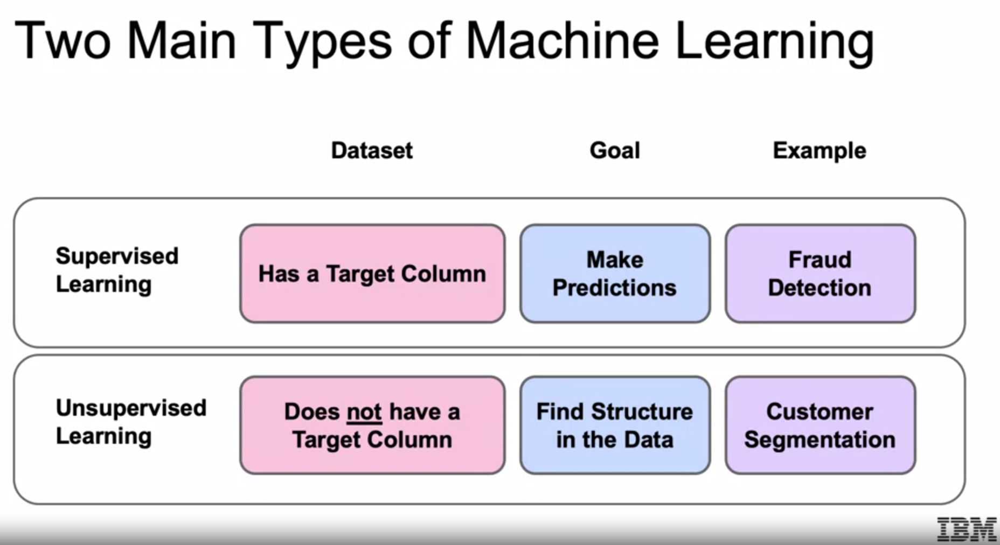 Two Main Types of Machine Learning
Dataset
Goal
Example
Supervised
Learning
Has a Target Column
Make
Predictions
Fraud
Detection
Unsupervised
Learning
Does not have a
Target Column
Find Structure
in the Data
Customer
Segmentation
IBM